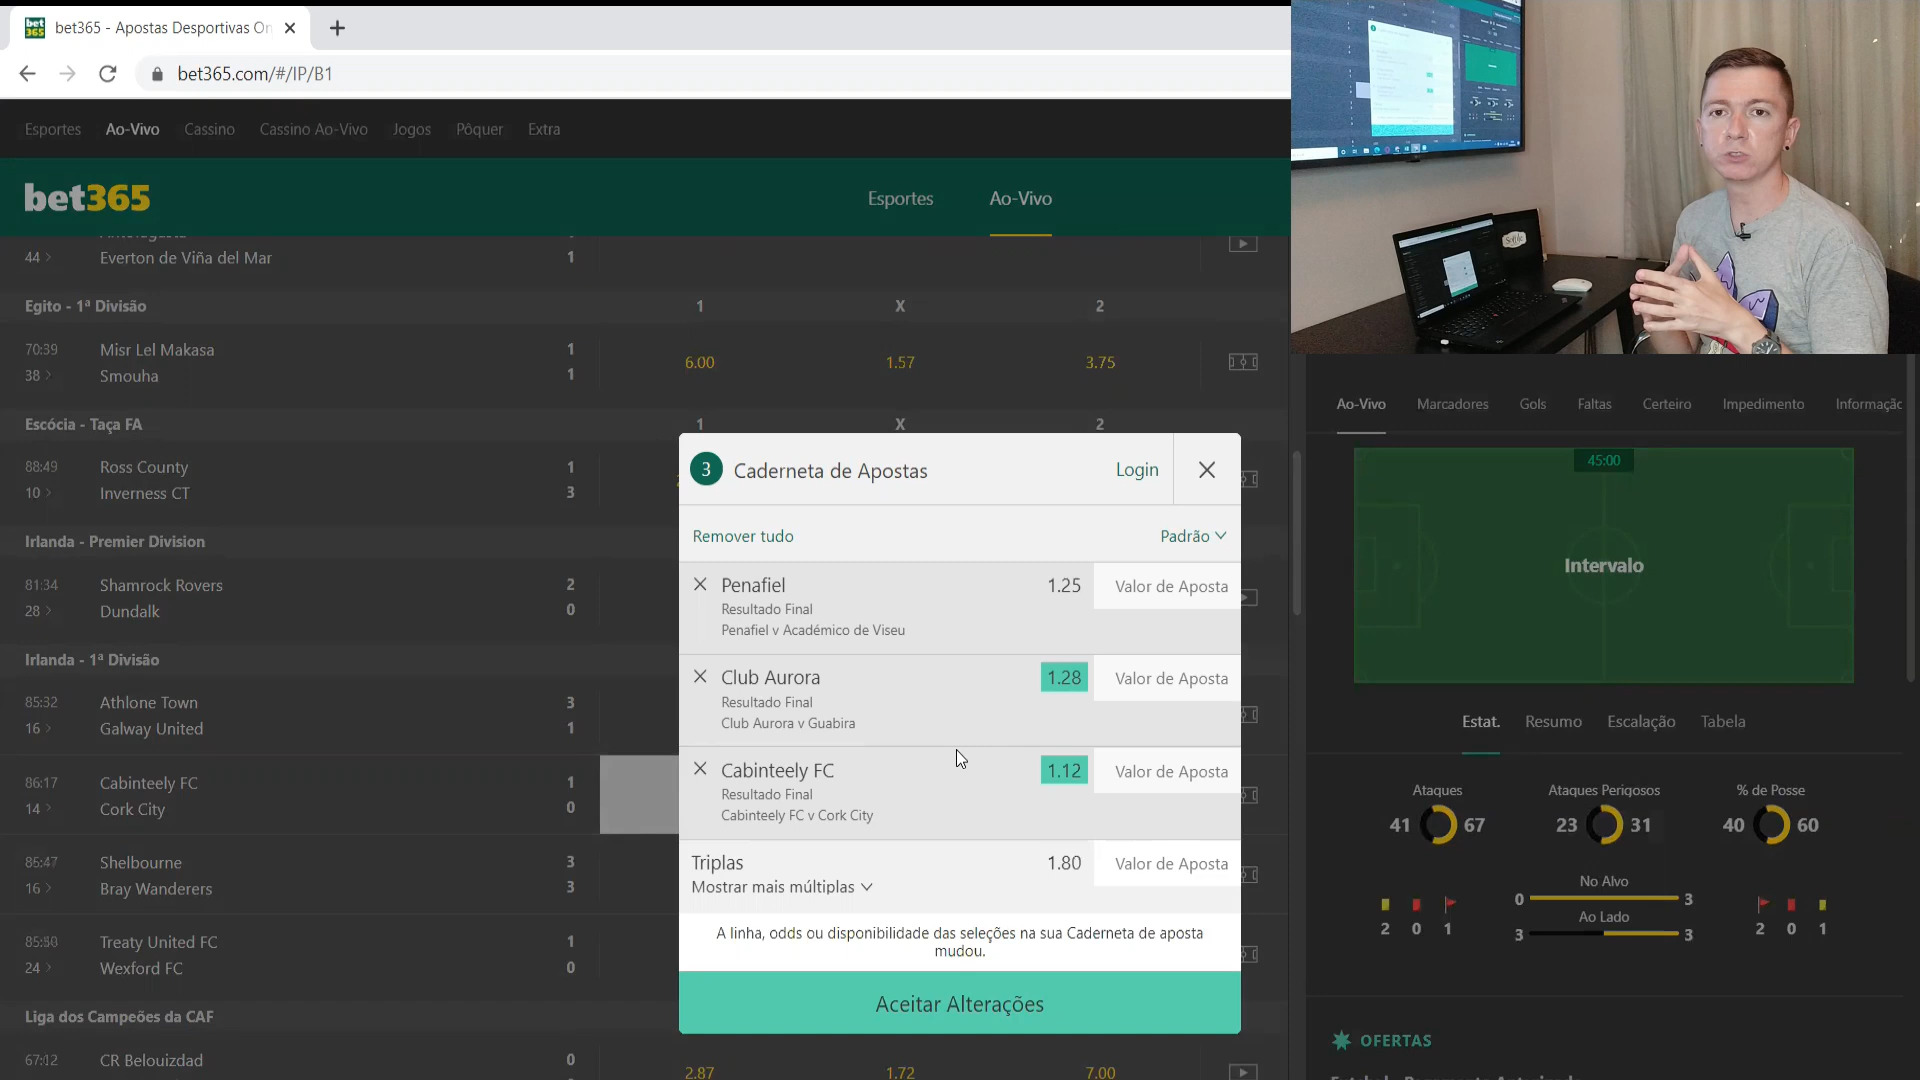 bet365 - Apostas Desportivas On
bet365.com/#/IP/B1
Esportes Ao-Vivo Cassino Cassino Ao-Vivo Jogos Pôquer Extra
bet365 Esportes Ao-Vivo
44 Everton de Viña del Mar 1
Egito - 1ª Divisão 1 X 2
70:39 Misr Lel Makasa 1
38 Smouha 1
6.00 1.57 3.75
Escócia - Taça FA 1 X 2
88:49 Ross County 1
10 Inverness CT 3
Irlanda - Premier Division
81:34 Shamrock Rovers 2
28 Dundalk 0
Irlanda - 1ª Divisão
85:32 Athlone Town 3
16 Galway United 1
86:17 Cabinteely FC 1
14 Cork City 0
85:47 Shelbourne 3
16 Bray Wanderers 3
85:50 Treaty United FC 1
24 Wexford FC 0
Liga dos Campeões da CAF
67:12 CR Belouizdad 0
2.87 1.72 7.00
3 Caderneta de Apostas Login
Remover tudo Padrão
Penafiel 1.25 Valor de Aposta
Resultado Final
Penafiel v Académico de Viseu
Club Aurora 1.28 Valor de Aposta
Resultado Final
Club Aurora v Guabira
Cabinteely FC 1.12 Valor de Aposta
Resultado Final
Cabinteely FC v Cork City
Triplas 1.80 Valor de Aposta
Mostrar mais múltiplas
A linha, odds ou disponibilidade das seleções na sua Caderneta de aposta
mudou.
Aceitar Alterações
Ao-Vivo Marcadores Gols Faltas Certeiro Impedimento Informação
45:00
Intervalo
Estat. Resumo Escalação Tabela
Ataques Ataques Perigosos % de Posse
41 67 23 31 40 60
No Alvo
0 3
Ao Lado
3 3
2 0 1 2 0 1
OFERTAS